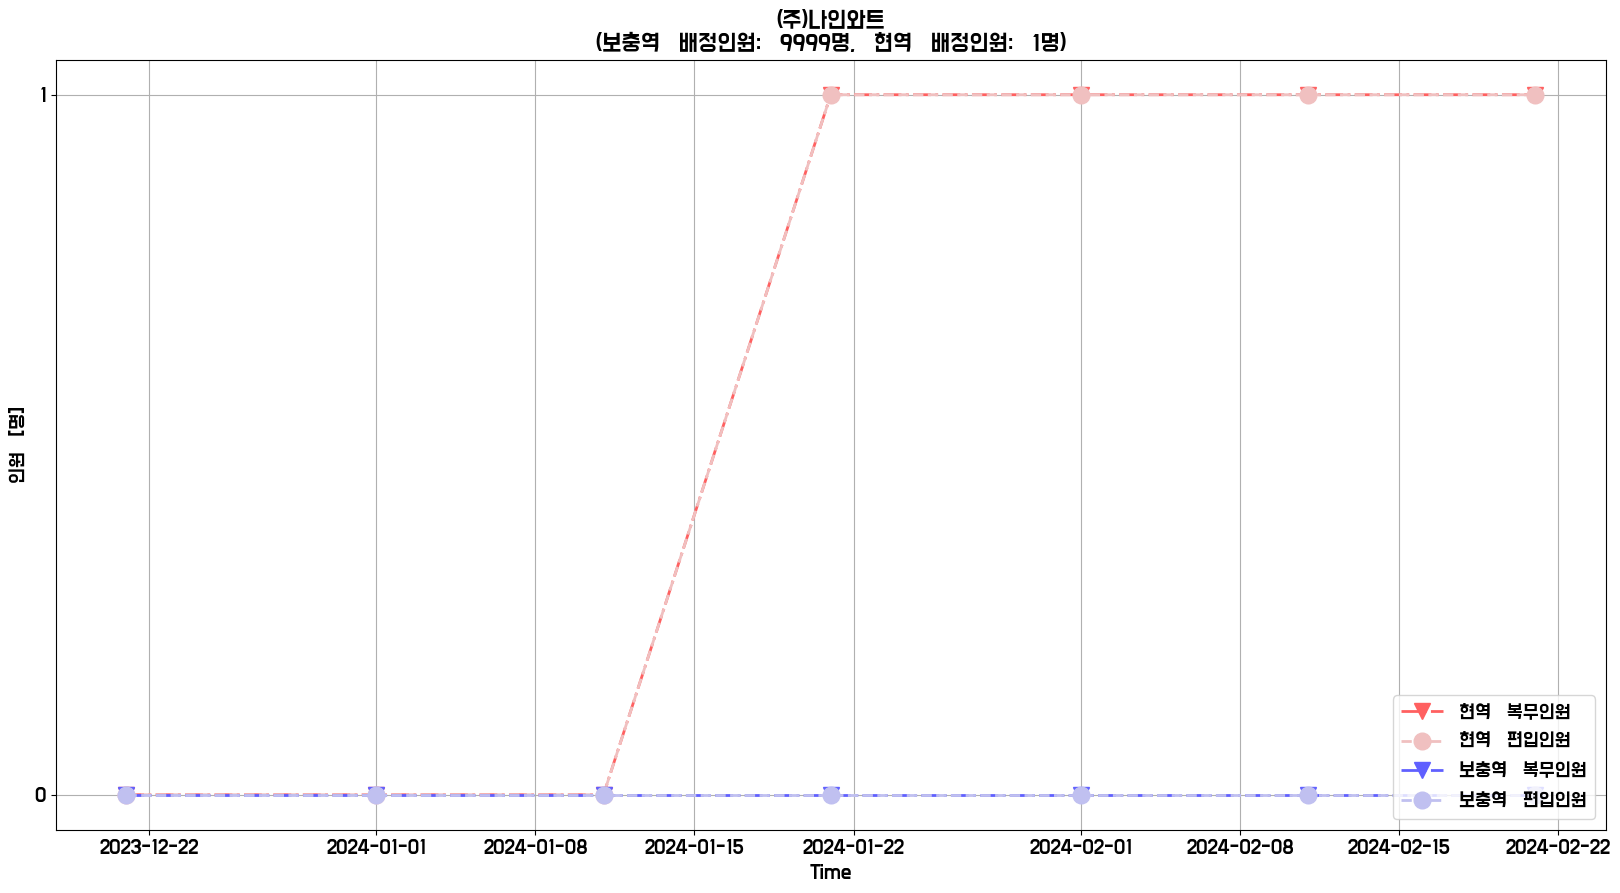 (주)나인와트
(보충역 배정인원: 9999명, 현역 배정인원: 1명)
인원 [명]
1
0
현역 복무인원
현역 편입인원
보충역 복무인원
보충역 편입인원
2023-12-22 2024-01-01 2024-01-08 2024-01-15 2024-01-22 2024-02-01 2024-02-08 2024-02-15 2024-02-22
Time